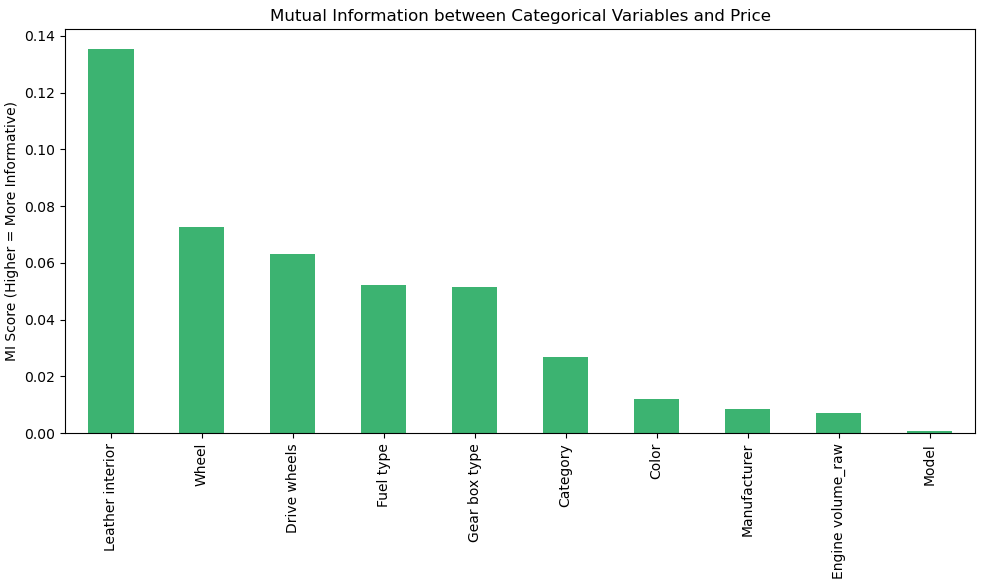 Mutual Information between Categorical Variables and Price
MI Score (Higher = More Informative)
0.14
0.12
0.10
0.08
0.06
0.04
0.02
0.00
Leather interior
Wheel
Drive wheels
Fuel type
Gear box type
Category
Color
Manufacturer
Engine volume_raw
Model